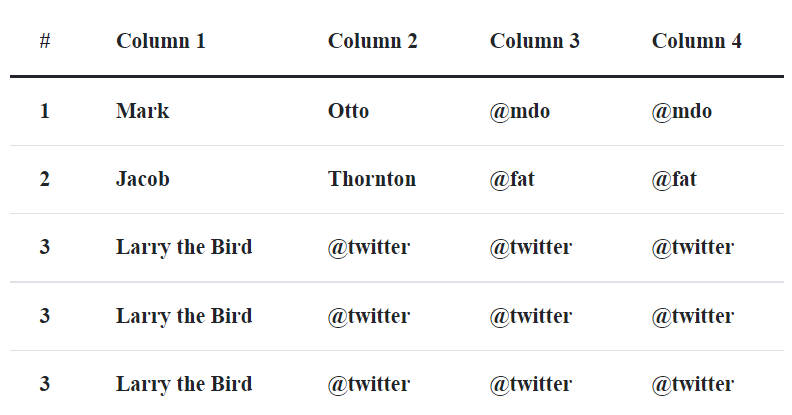 # Column 1 Column 2 Column 3 Column 4
1 Mark Otto @mdo @mdo
2 Jacob Thornton @fat @fat
3 Larry the Bird @twitter @twitter @twitter
3 Larry the Bird @twitter @twitter @twitter
3 Larry the Bird @twitter @twitter @twitter